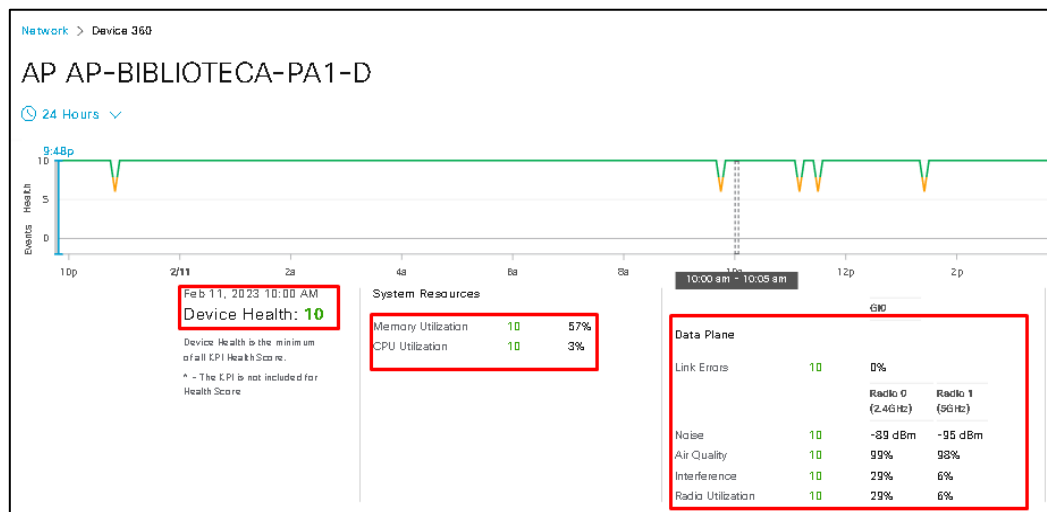 Network > Device 360
AP AP-BIBLIOTECA-PA1-D
24 Hours
9:48p
10
5
0
Events Health
10p 2/11 2a 4a 6a 8a 10a 12p 2p
10:00 am - 10:05 am
Feb 11, 2023 10:00 AM
Device Health: 10
Device Health is the minimum
of all KPI Health Score.
* - The KPI is not included for
Health Score
System Resources
Memory Utilization 10 57%
CPU Utilization 10 3%
Gi0
Data Plane
Link Errors 10 0%
Radio 0 Radio 1
(2.4GHz) (5GHz)
Noise 10 -89 dBm -95 dBm
Air Quality 10 99% 98%
Interference 10 29% 6%
Radio Utilization 10 29% 6%